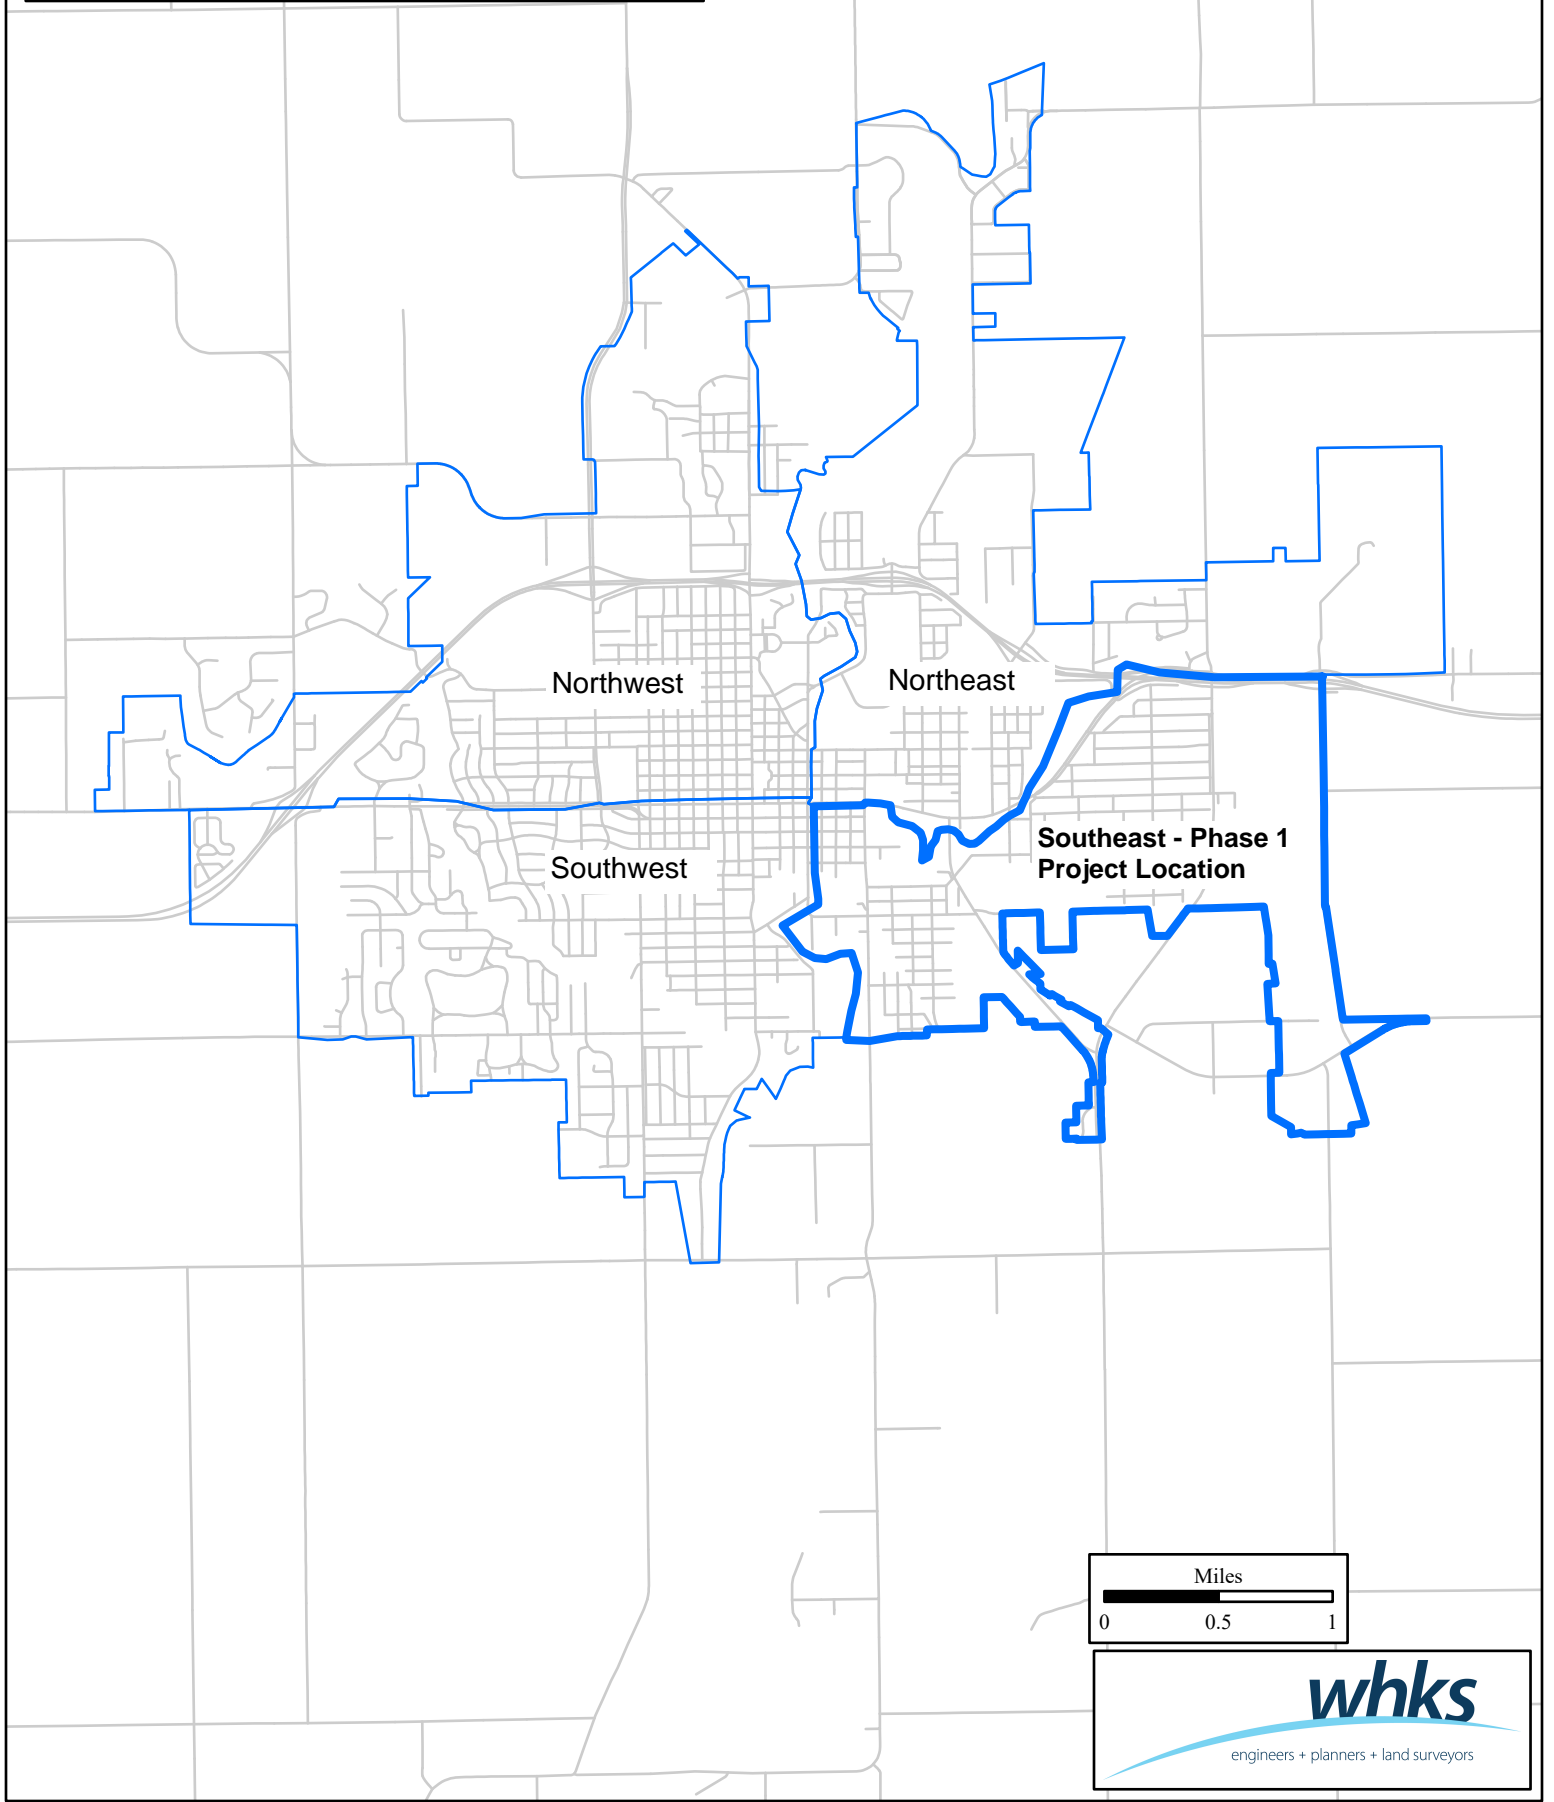 Northwest
Northeast
Southeast - Phase 1
Project Location
Southwest
Miles
0 0.5 1
whks
engineers + planners + land surveyors